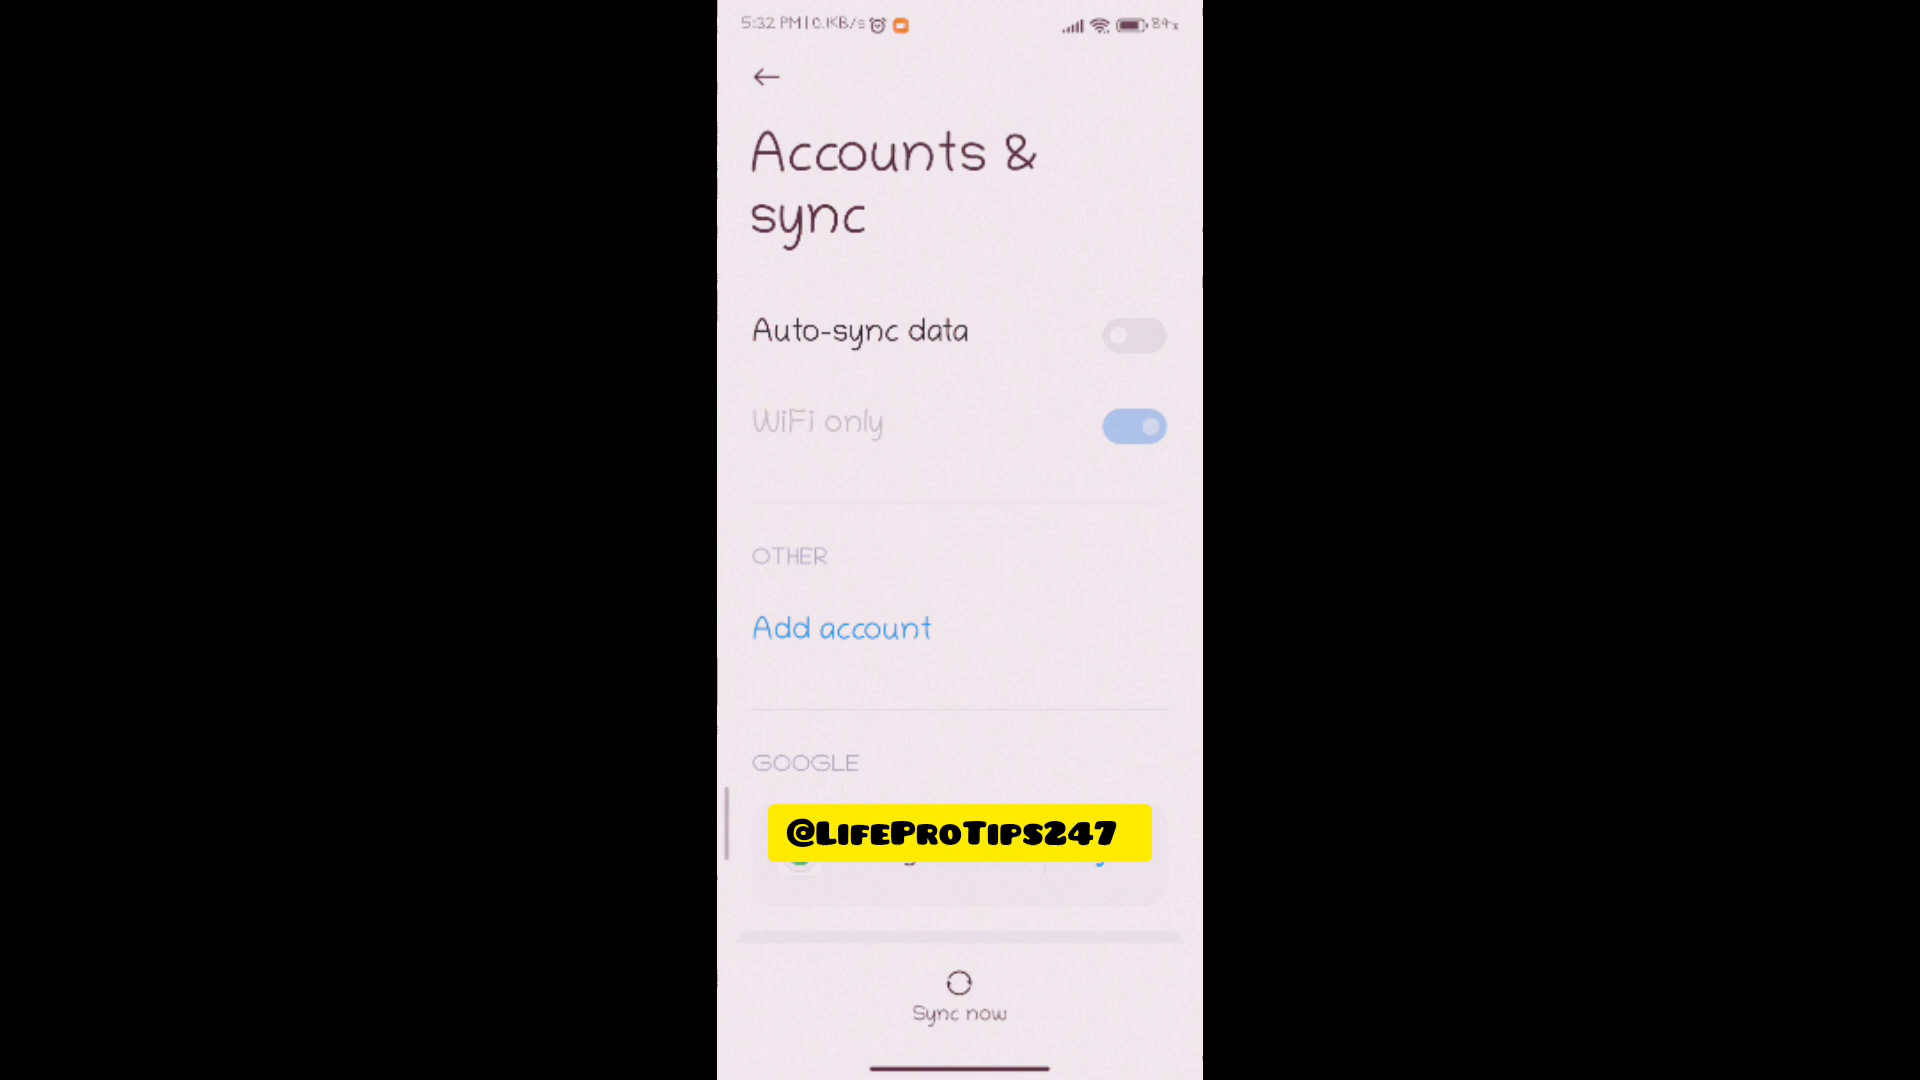 5:32 PM | 0.1KB/s
84%
Accounts &
sync
Auto-sync data
WiFi only
OTHER
Add account
GOOGLE
@LifeProTips247
Sync now